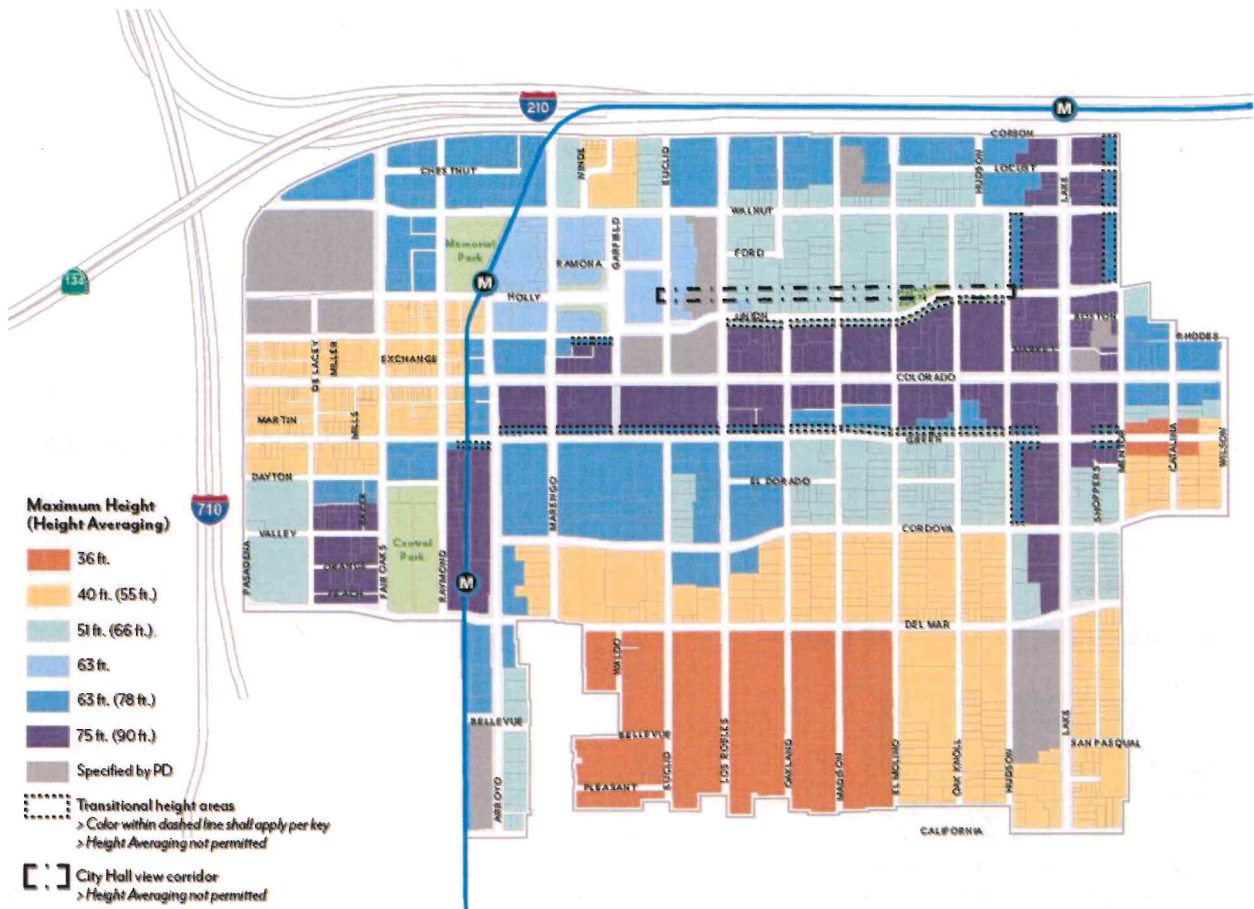 210
M
CORSON
CHESTNUT
LOCUST
EUCLID
HUDSON
LAKE
WALNUT
Memorial
Park
GARFIELD
FORD
RAMONA
134
M
HOLLY
UNION
BOSTON
DE LACEY
MILLER
EXCHANGE
MARKET
RHODES
COLORADO
MARTIN
MILLS
GREEN
MENTOR
CATALINA
WILSON
DAYTON
EL DORADO
SHOPPERS
710
MARENGO
VALLEY
CORDOVA
Central
Park
PASADENA
ORANGE
FAIR OAKS
RAYMOND
M
DEL MAR
WALDO
BELLEVUE
BELLEVUE
LAKE
SAN PASQUAL
PLEASANT
ARROYO
EUCLID
LOS ROBLES
OAKLAND
MADISON
EL MOLINO
OAK KNOLL
HUDSON
CALIFORNIA
Maximum Height
(Height Averaging)
36 ft.
40 ft. (55 ft.)
51 ft. (66 ft.)
63 ft.
63 ft. (78 ft.)
75 ft. (90 ft.)
Specified by PD
Transitional height areas
> Color within dashed line shall apply per key
> Height Averaging not permitted
City Hall view corridor
> Height Averaging not permitted